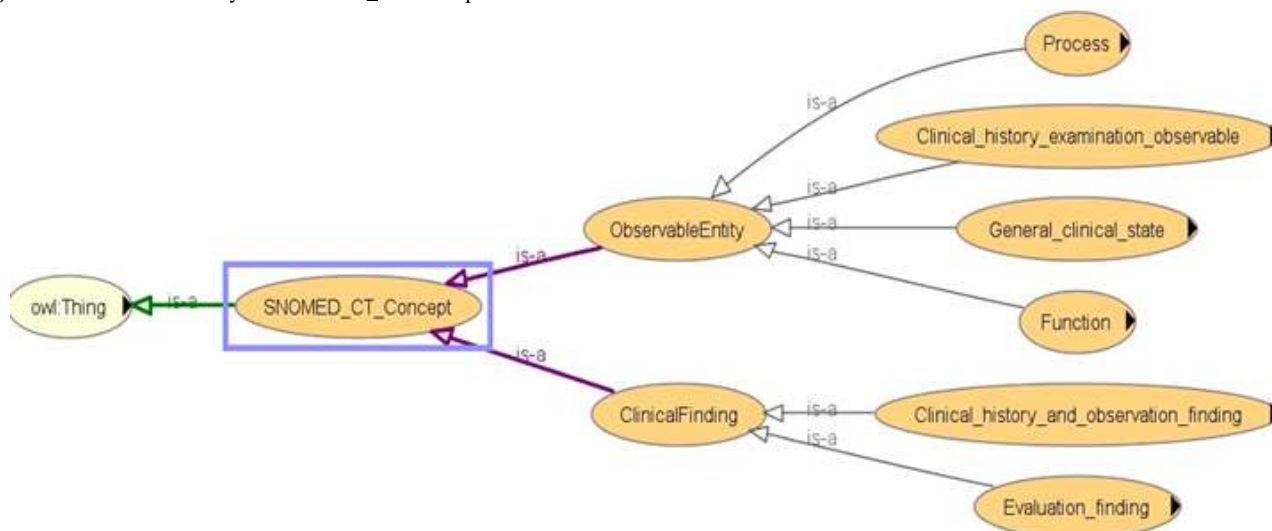 Process
is-a
Clinical_history_examination_observable
is-a
ObservableEntity
is-a
General_clinical_state
is-a
is-a
owl:Thing
is-a
SNOMED_CT_Concept
Function
is-a
ClinicalFinding
is-a
Clinical_history_and_observation_finding
is-a
Evaluation_finding